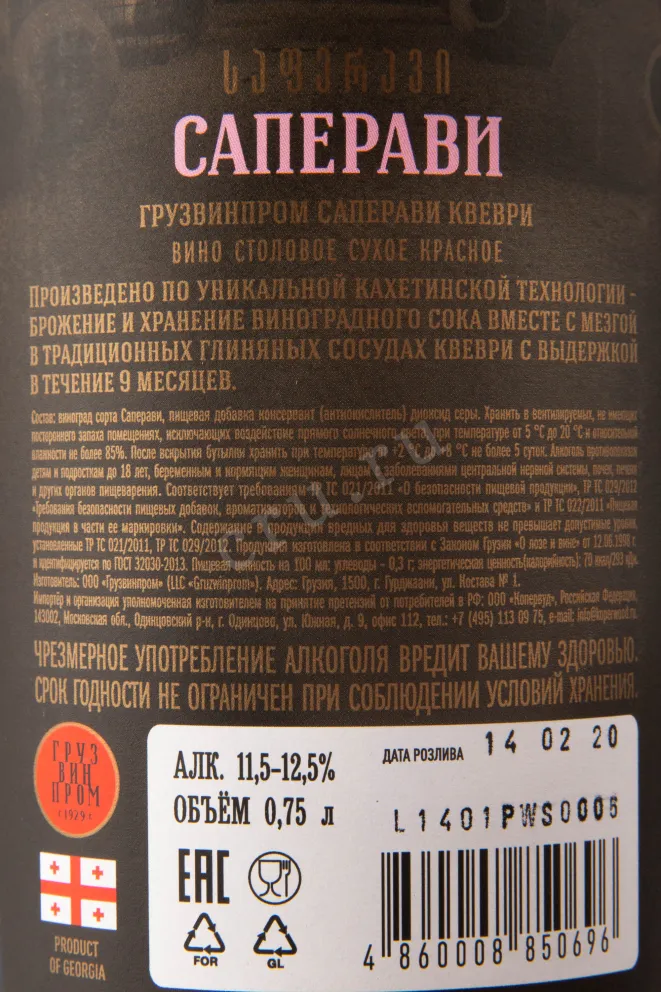 საფერავი
САПЕРАВИ
ГРУЗВИНПРОМ САПЕРАВИ КВЕВРИ
ВИНО СТОЛОВОЕ СУХОЕ КРАСНОЕ
ПРОИЗВЕДЕНО ПО УНИКАЛЬНОЙ КАХЕТИНСКОЙ ТЕХНОЛОГИИ -
БРОЖЕНИЕ И ХРАНЕНИЕ ВИНОГРАДНОГО СОКА ВМЕСТЕ С МЕЗГОЙ
В ТРАДИЦИОННЫХ ГЛИНЯНЫХ СОСУДАХ КВЕВРИ С ВЫДЕРЖКОЙ
В ТЕЧЕНИЕ 9 МЕСЯЦЕВ.
Состав: виноград сорта Саперави, пищевая добавка консервант (антиокислитель) диоксид серы. Хранить в вентилируемых, не имеющих
постороннего запаха помещениях, исключающих воздействие прямого солнечного света, при температуре от 5 °С до 20 °С и относительной
влажности не более 85%. После вскрытия бутылки хранить при температуре от +2 °С до +8 °С не более 5 суток. Алкоголь противопоказан
детям и подросткам до 18 лет, беременным и кормящим женщинам, лицам с заболеваниями центральной нервной системы, почек, печени
и других органов пищеварения. Соответствует требованиям ТР ТС 021/2011 «О безопасности пищевой продукции», ТР ТС 029/2012
«Требования безопасности пищевых добавок, ароматизаторов и технологических вспомогательных средств» и ТР ТС 022/2011 «Пищевая
продукция в части ее маркировки». Содержание в продукции вредных для здоровья веществ не превышает допустимые уровни,
установленные ТР ТС 021/2011, ТР ТС 029/2012. Продукция изготовлена в соответствии с Законом Грузии «О лозе и вине» от 12.06.1998 г.
и идентифицируется по ГОСТ 32030-2013. Пищевая ценность на 100 мл: углеводы - 0,3 г; энергетическая ценность(калорийность): 70 ккал/293 кДж.
Изготовитель: ООО «Грузвинпром» (LLC «Gruzwinprom»). Адрес: Грузия, 1500, г. Гурджаани, ул. Костава № 1.
Импортёр и организация уполномоченная изготовителем на принятие претензий от потребителей в РФ: ООО «Копервуд», Российская Федерация,
143002, Московская обл., Одинцовский р-н, г. Одинцово, ул. Южная, д. 9, офис 112, тел.: +7 (495) 113 09 75, e-mail: info@koperwood.ru
ЧРЕЗМЕРНОЕ УПОТРЕБЛЕНИЕ АЛКОГОЛЯ ВРЕДИТ ВАШЕМУ ЗДОРОВЬЮ.
СРОК ГОДНОСТИ НЕ ОГРАНИЧЕН ПРИ СОБЛЮДЕНИИ УСЛОВИЙ ХРАНЕНИЯ.
ГРУЗ
ВИН
ПРОМ
1929
PRODUCT
OF GEORGIA
АЛК. 11,5-12,5%
ОБЪЁМ 0,75 л
ДАТА РОЗЛИВА 14 02 20
L1401PWS0006
EAC
FOR
GL
4 860008 850696
cru.ru